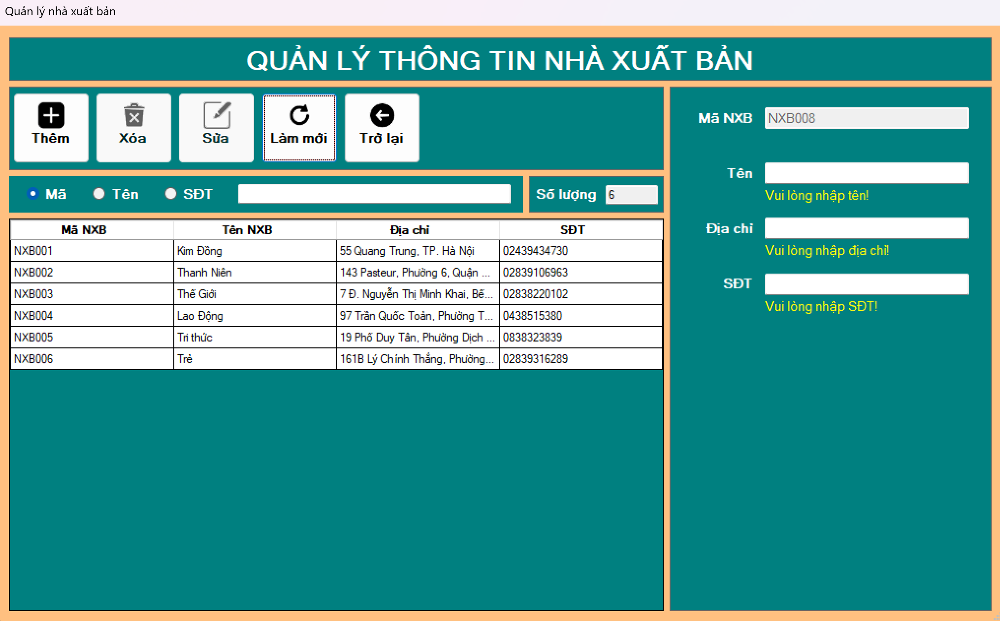 Quản lý nhà xuất bản
QUẢN LÝ THÔNG TIN NHÀ XUẤT BẢN
Thêm Xóa Sửa Làm mới Trở lại
Mã Tên SĐT Số lượng 6
Mã NXB Tên NXB Địa chỉ SĐT
NXB001 Kim Đồng 55 Quang Trung, TP. Hà Nội 02439434730
NXB002 Thanh Niên 143 Pasteur, Phường 6, Quận ... 02839106963
NXB003 Thế Giới 7 Đ. Nguyễn Thị Minh Khai, Bế... 02838220102
NXB004 Lao Động 97 Trần Quốc Toản, Phường T... 0438515380
NXB005 Tri thức 19 Phố Duy Tân, Phường Dịch ... 0838323839
NXB006 Trẻ 161B Lý Chính Thắng, Phường... 02839316289
Mã NXB NXB008
Tên
Vui lòng nhập tên!
Địa chỉ
Vui lòng nhập địa chỉ!
SĐT
Vui lòng nhập SĐT!